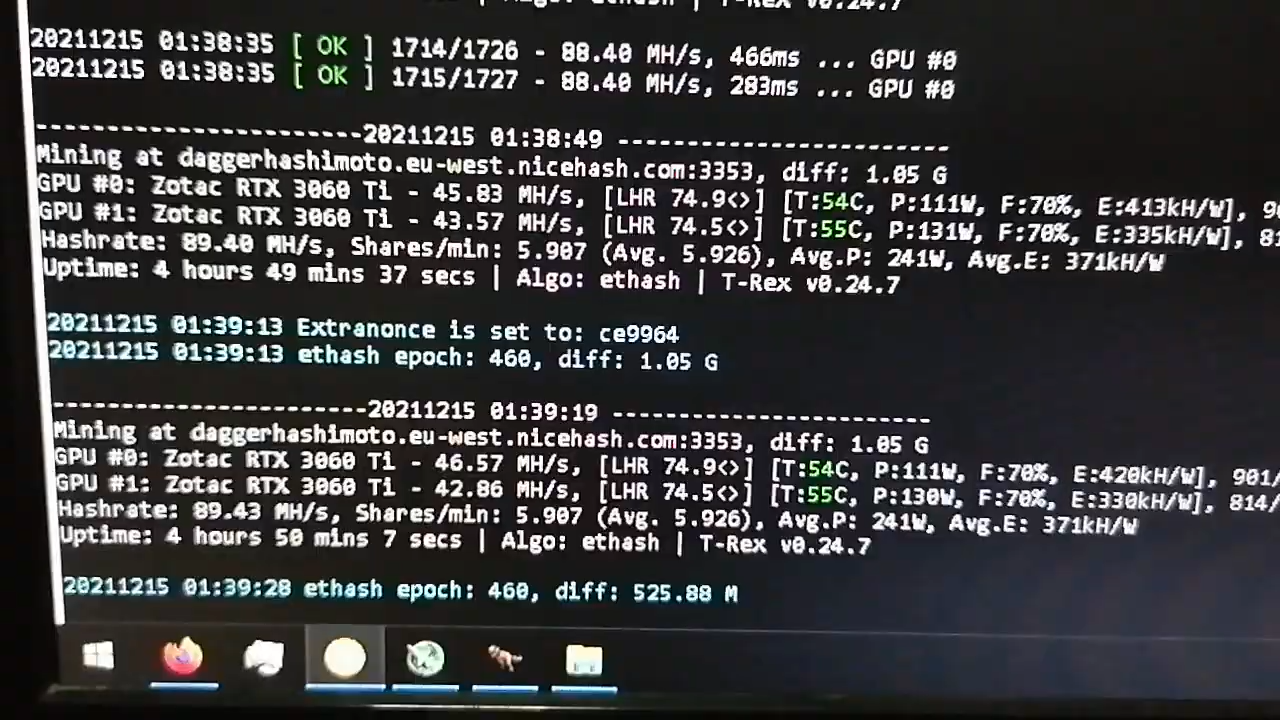 | Algo: ethash | T-Rex v0.24.7
20211215 01:38:35 [ OK ] 1714/1726 - 88.40 MH/s, 466ms ... GPU #0
20211215 01:38:35 [ OK ] 1715/1727 - 88.40 MH/s, 283ms ... GPU #0
-----------------------20211215 01:38:49 -----------------------
Mining at daggerhashimoto.eu-west.nicehash.com:3353, diff: 1.05 G
GPU #0: Zotac RTX 3060 Ti - 45.83 MH/s, [LHR 74.9<>] [T:54C, P:111W, F:70%, E:413kH/W],
GPU #1: Zotac RTX 3060 Ti - 43.57 MH/s, [LHR 74.5<>] [T:55C, P:131W, F:70%, E:335kH/W],
Hashrate: 89.40 MH/s, Shares/min: 5.907 (Avg. 5.926), Avg.P: 241W, Avg.E: 371kH/W
Uptime: 4 hours 49 mins 37 secs | Algo: ethash | T-Rex v0.24.7
20211215 01:39:13 Extranonce is set to: ce9964
20211215 01:39:13 ethash epoch: 460, diff: 1.05 G
-----------------------20211215 01:39:19 -----------------------
Mining at daggerhashimoto.eu-west.nicehash.com:3353, diff: 1.05 G
GPU #0: Zotac RTX 3060 Ti - 46.57 MH/s, [LHR 74.9<>] [T:54C, P:111W, F:70%, E:420kH/W], 901/
GPU #1: Zotac RTX 3060 Ti - 42.86 MH/s, [LHR 74.5<>] [T:55C, P:130W, F:70%, E:330kH/W], 814/
Hashrate: 89.43 MH/s, Shares/min: 5.907 (Avg. 5.926), Avg.P: 241W, Avg.E: 371kH/W
Uptime: 4 hours 50 mins 7 secs | Algo: ethash | T-Rex v0.24.7
20211215 01:39:28 ethash epoch: 460, diff: 525.88 M